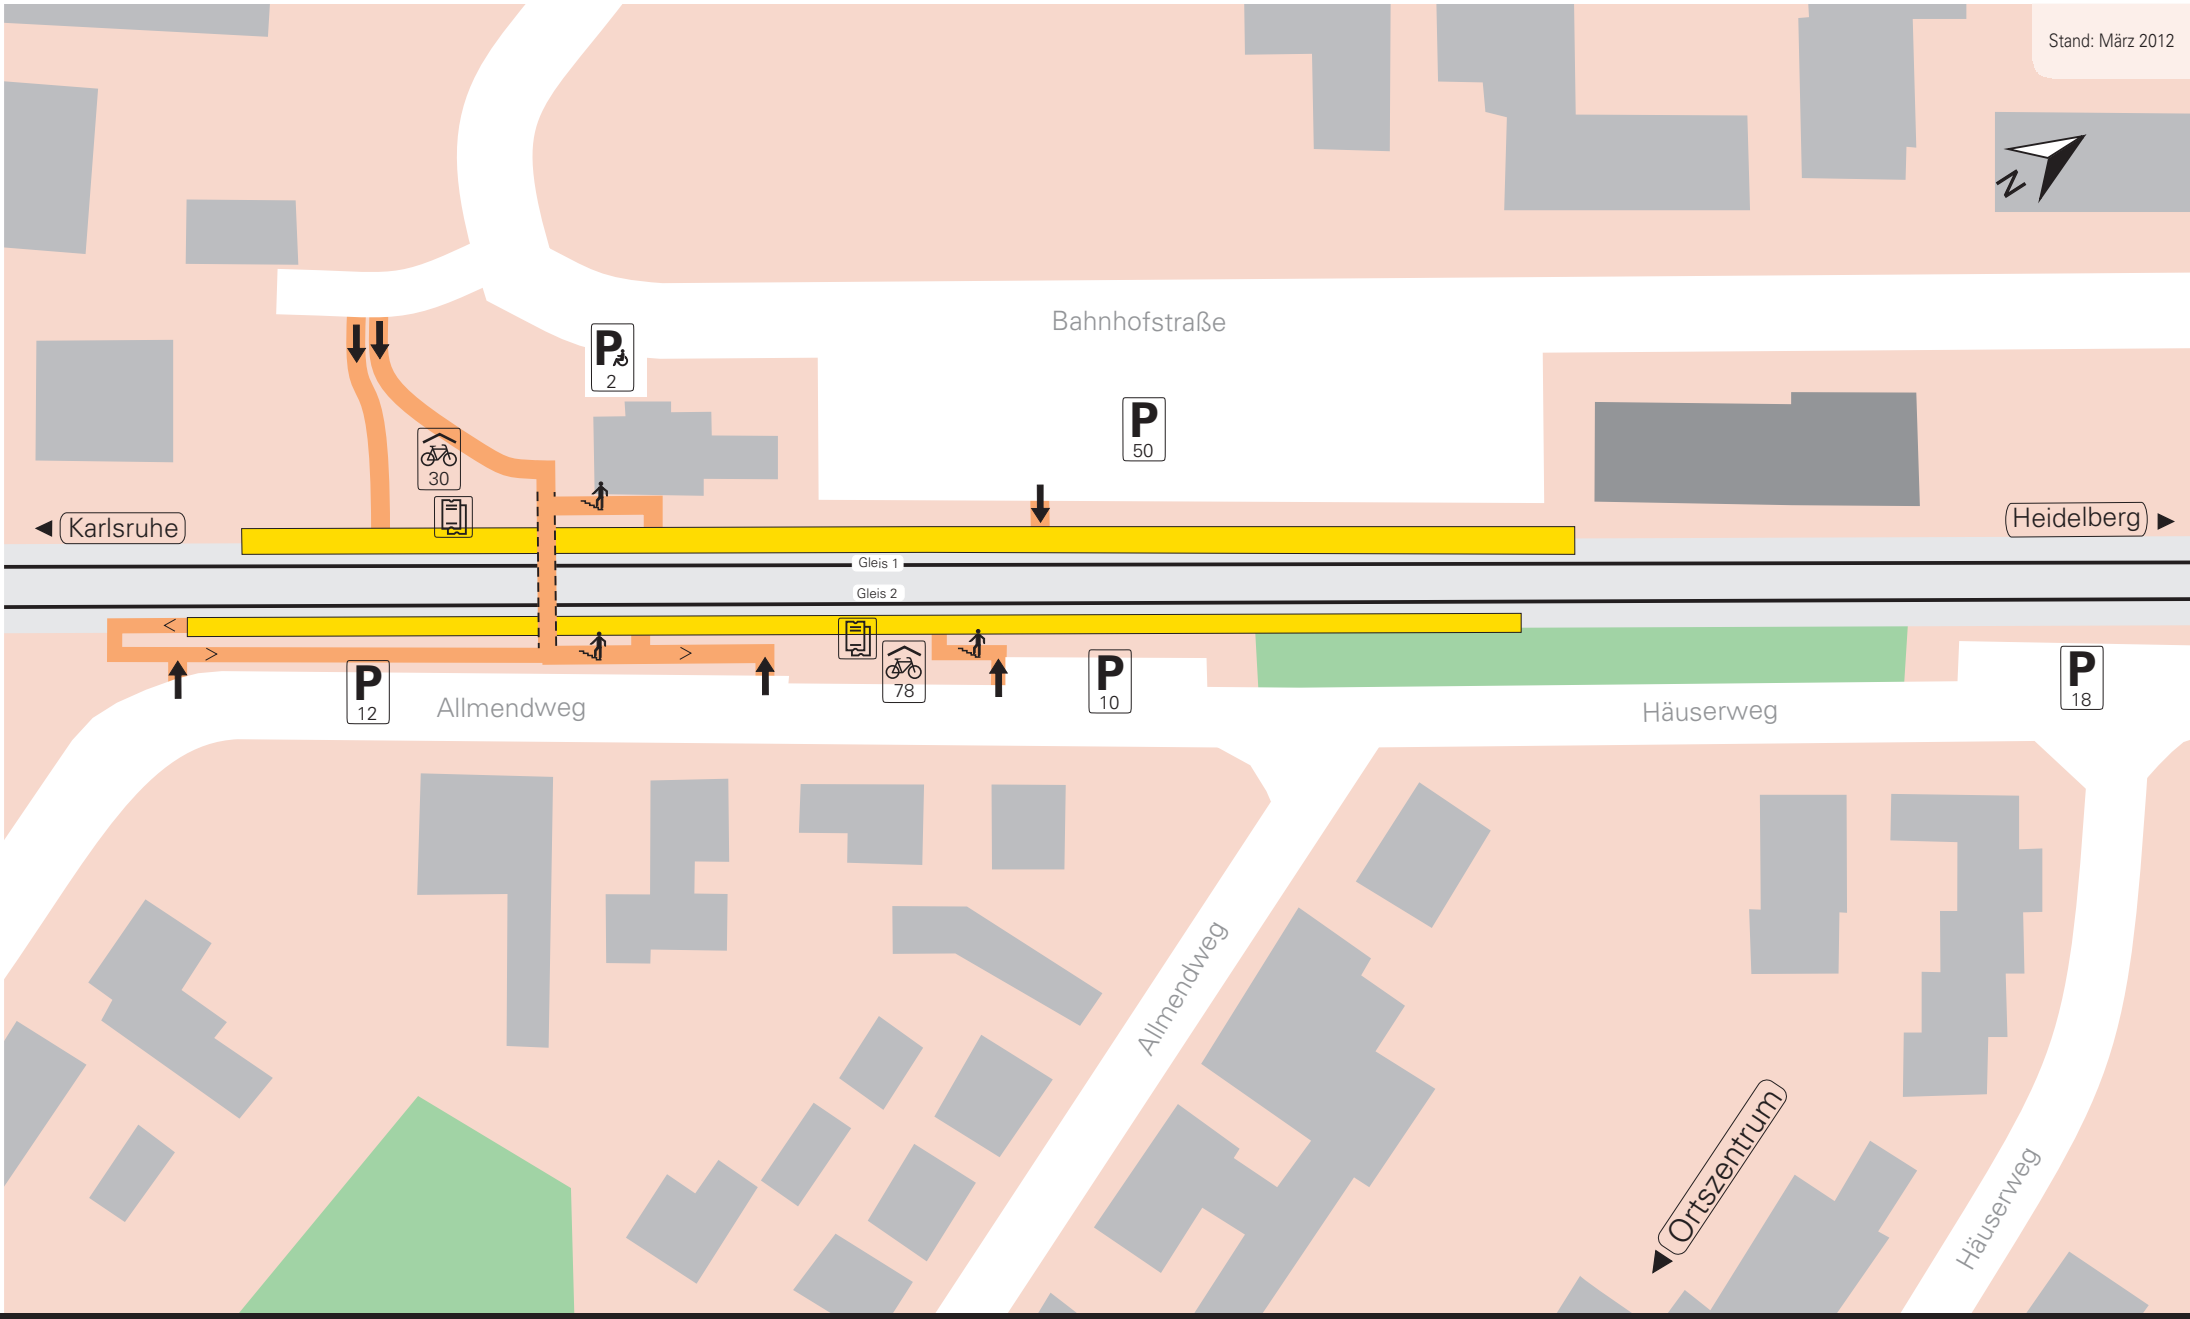 Stand: März 2012
N
Bahnhofstraße
P
2
P
50
30
Karlsruhe
Heidelberg
Gleis 1
Gleis 2
P
12
Allmendweg
78
P
10
Häuserweg
P
18
Allmendweg
Ortszentrum
Häuserweg